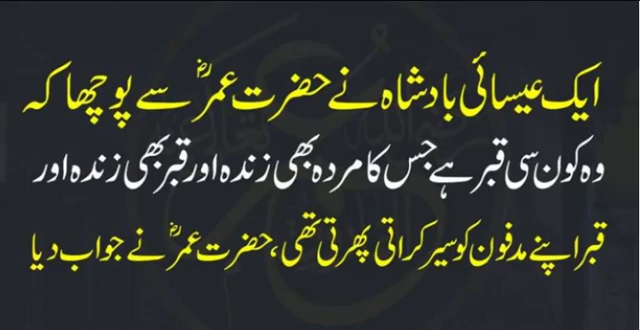 ایک عیسائی بادشاہ نے حضرت عمرؓ سے پوچھا کہ
وہ کون سی قبر ہے جس کا مردہ بھی زندہ اور قبر بھی زندہ اور
قبر اپنے مدفون کو سیر کراتی پھرتی تھی، حضرت عمرؓ نے جواب دیا